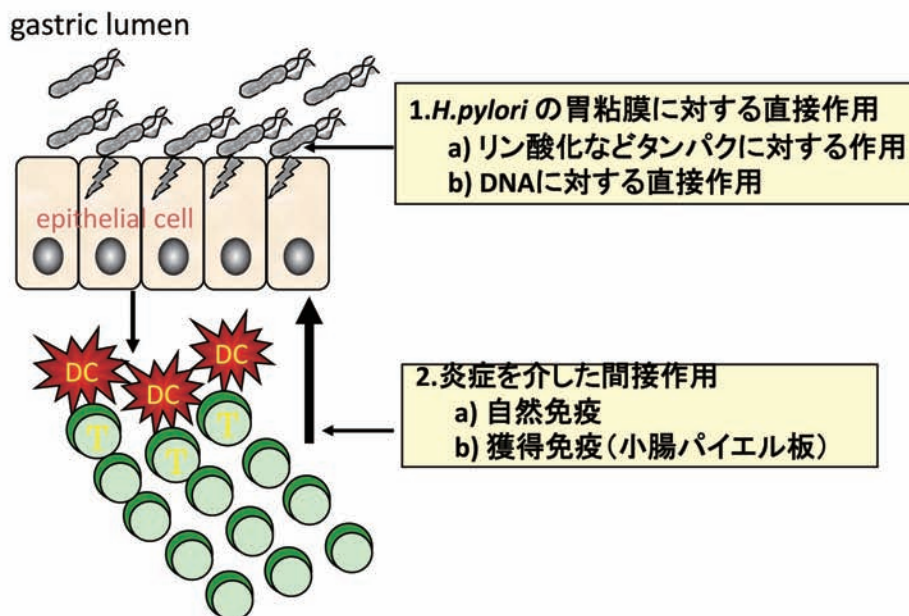 gastric lumen
1.H.pylori の胃粘膜に対する直接作用
a) リン酸化などタンパクに対する作用
b) DNAに対する直接作用
epithelial cell
DC
DC
DC
T
T
T
2.炎症を介した間接作用
a) 自然免疫
b) 獲得免疫(小腸パイエル板)